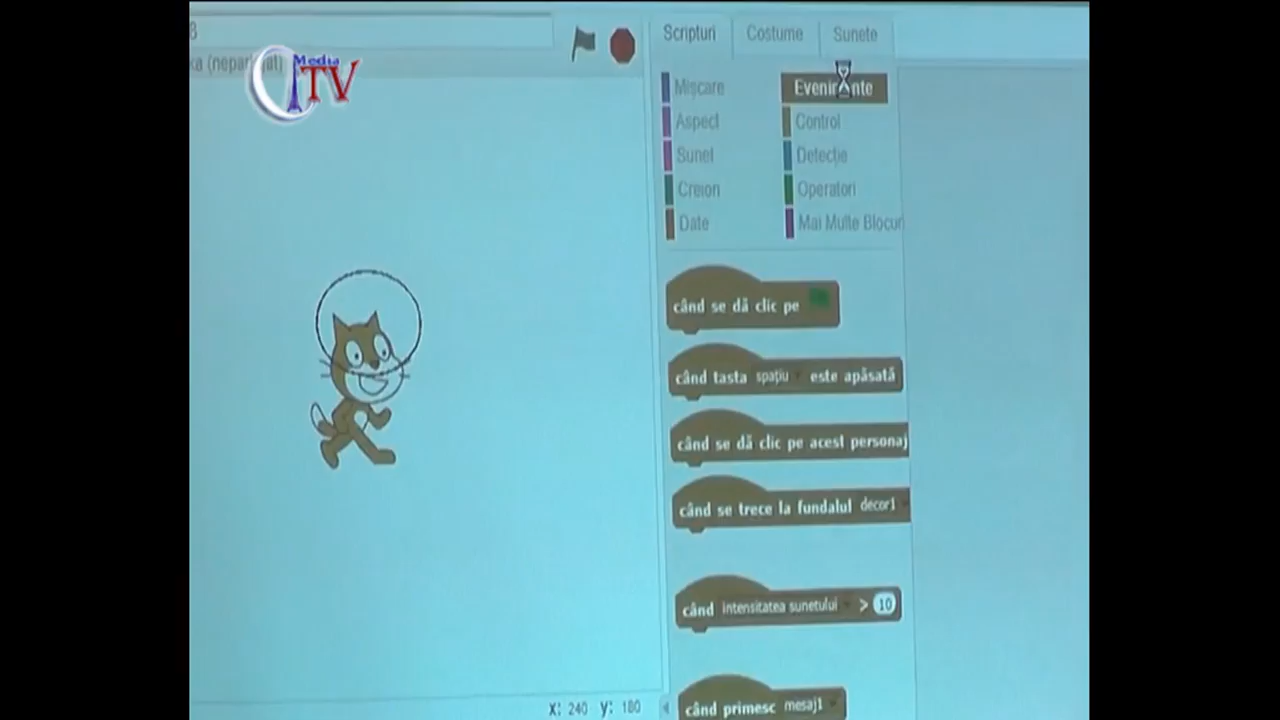 Media
TV
Scripturi
Costume
Sunete
Mișcare
Evenimente
Aspect
Control
Sunet
Detecție
Creion
Operatori
Date
Mai Multe Blocuri
când se dă clic pe
când tasta spațiu este apăsată
când se dă clic pe acest personaj
când se trece la fundalul decor1
când intensitatea sunetului > 10
când primesc mesaj1
x: 240 y: 180